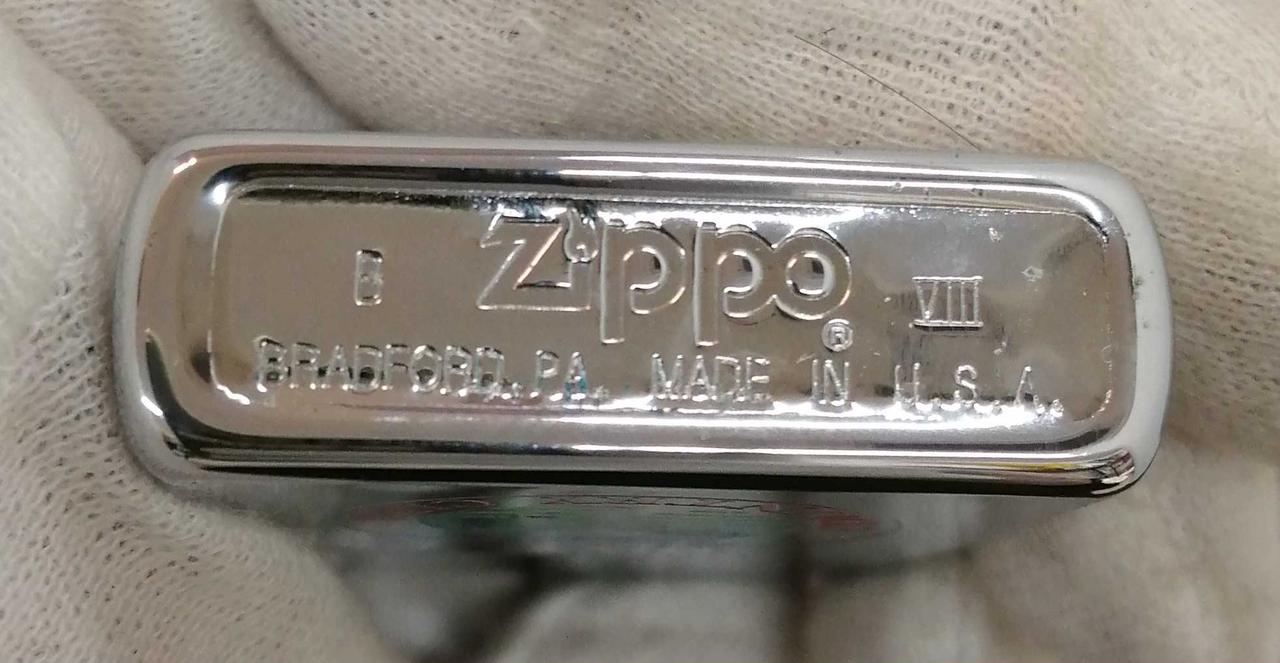 B Zippo ® VIII
BRADFORD, PA. MADE IN U.S.A.